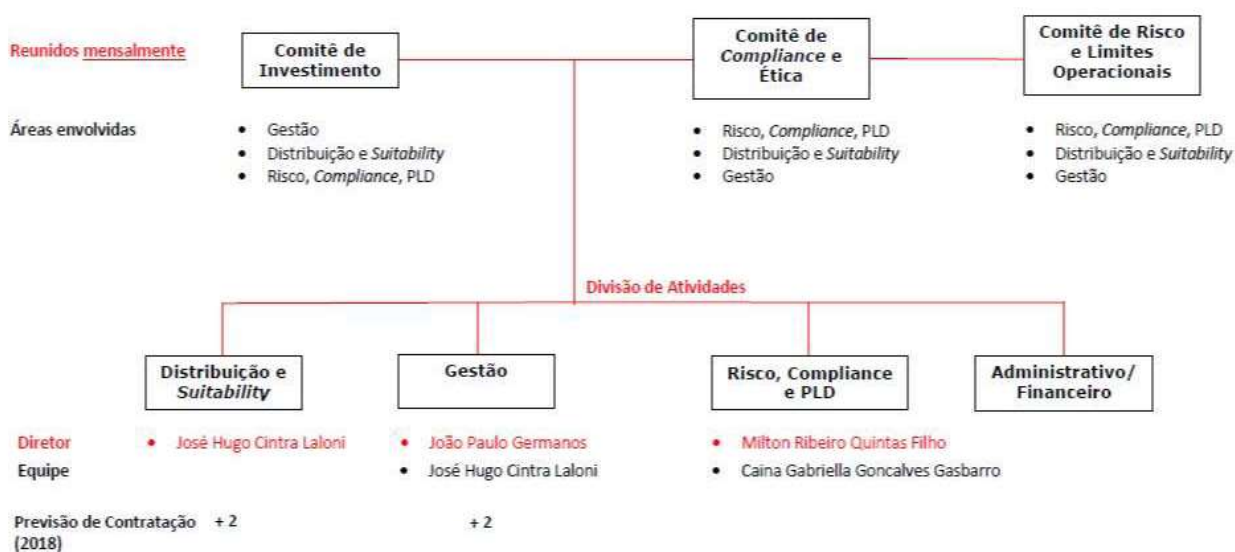 Reunidos mensalmente
Comitê de
Investimento
Comitê de
Compliance e
Ética
Comitê de Risco
e Limites
Operacionais
Áreas envolvidas
• Gestão
• Distribuição e Suitability
• Risco, Compliance, PLD
• Risco, Compliance, PLD
• Distribuição e Suitability
• Gestão
• Risco, Compliance, PLD
• Distribuição e Suitability
• Gestão
Divisão de Atividades
Distribuição e
Suitability
Gestão
Risco, Compliance
e PLD
Administrativo/
Financeiro
Diretor
• José Hugo Cintra Laloni
• João Paulo Germanos
• Milton Ribeiro Quintas Filho
Equipe
• José Hugo Cintra Laloni
• Caina Gabriella Goncalves Gasbarro
Previsão de Contratação + 2 + 2
(2018)